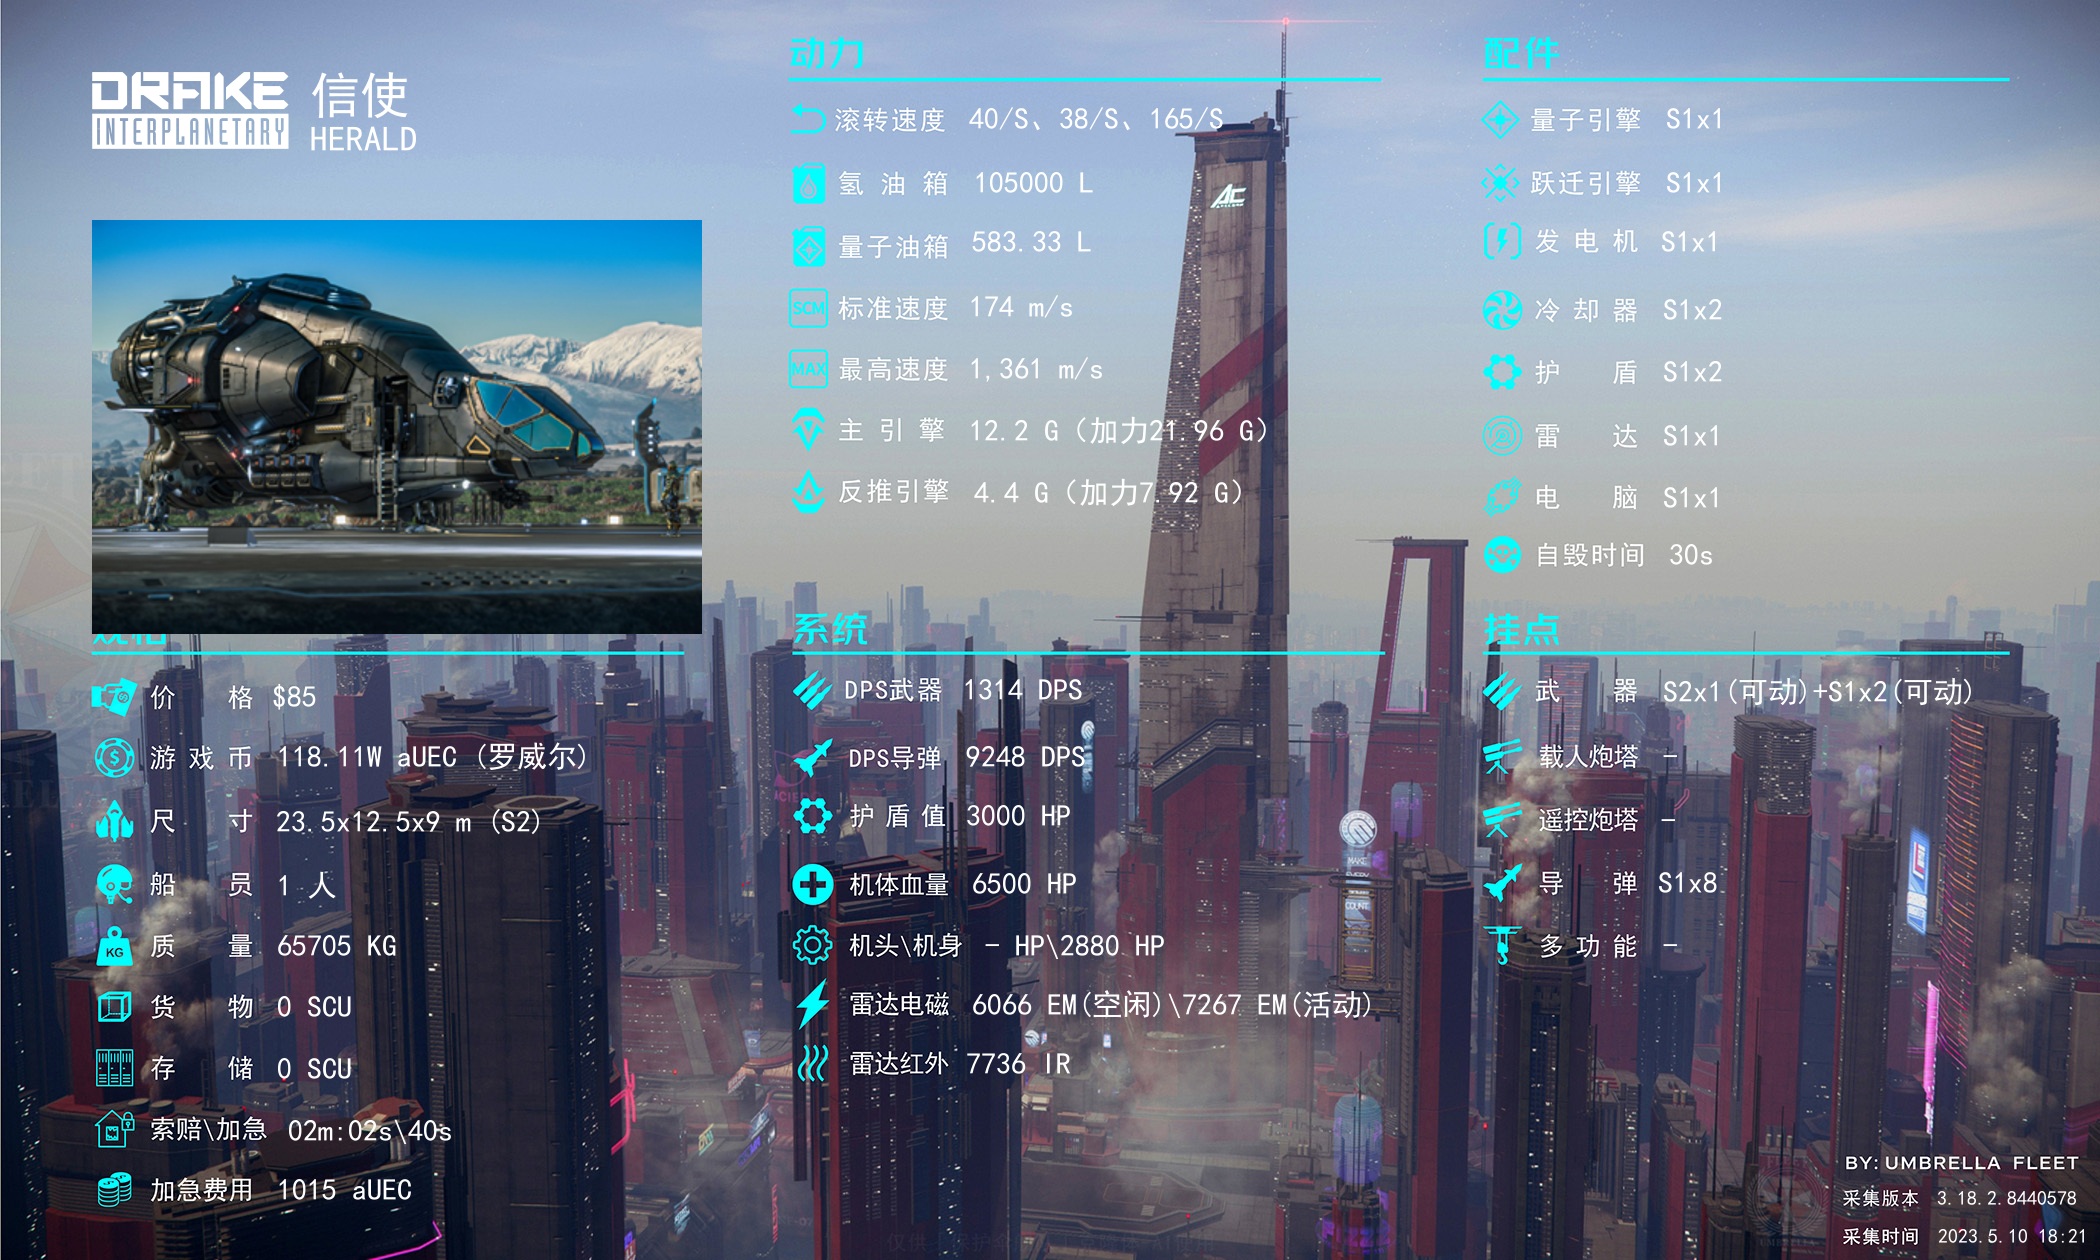 DRAKE
INTERPLANETARY
信使
HERALD
规格
价格 $85
游戏币 118.11W aUEC (罗威尔)
尺寸 23.5x12.5x9 m (S2)
船员 1 人
质量 65705 KG
货物 0 SCU
存储 0 SCU
索赔\加急 02m:02s\40s
加急费用 1015 aUEC
动力
滚转速度 40/S、38/S、165/S
氢油箱 105000 L
量子油箱 583.33 L
SCM 标准速度 174 m/s
MAX 最高速度 1,361 m/s
主引擎 12.2 G（加力21.96 G）
反推引擎 4.4 G（加力7.92 G）
系统
DPS武器 1314 DPS
DPS导弹 9248 DPS
护盾值 3000 HP
机体血量 6500 HP
机头\机身 - HP\2880 HP
雷达电磁 6066 EM(空闲)\7267 EM(活动)
雷达红外 7736 IR
配件
量子引擎 S1x1
跃迁引擎 S1x1
发电机 S1x1
冷却器 S1x2
护盾 S1x2
雷达 S1x1
电脑 S1x1
自毁时间 30s
挂点
武器 S2x1(可动)+S1x2(可动)
载人炮塔 -
遥控炮塔 -
导弹 S1x8
多功能 -
AC
KG
MAKE
EVERY
COUNT
BY: UMBRELLA FLEET
采集版本 3.18.2.8440578
采集时间 2023.5.10 18:21